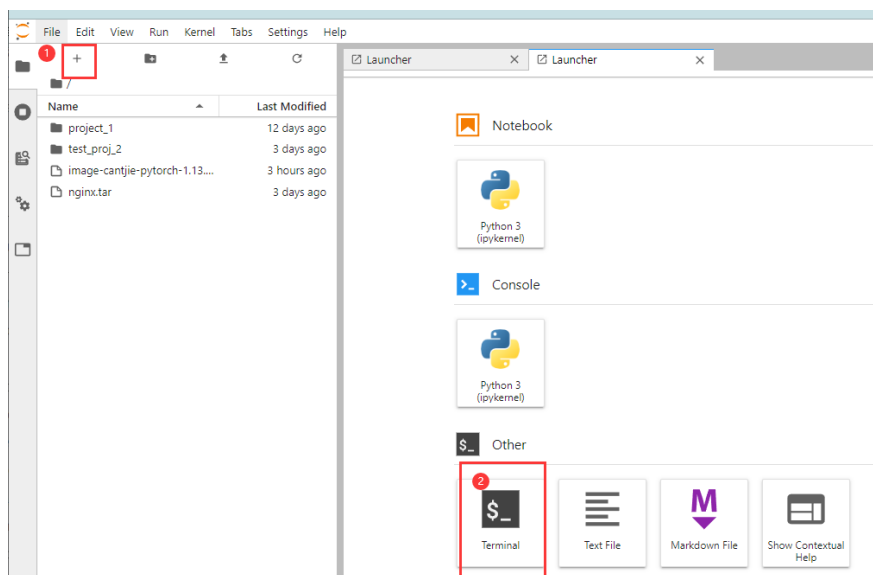 File Edit View Run Kernel Tabs Settings Help
1
+
/
Name Last Modified
project_1 12 days ago
test_proj_2 3 days ago
image-cantjie-pytorch-1.13.... 3 hours ago
nginx.tar 3 days ago
Launcher Launcher
Notebook
Python 3
(ipykernel)
>_ Console
Python 3
(ipykernel)
$_ Other
2
$_
Terminal
Text File
M
Markdown File
Show Contextual
Help